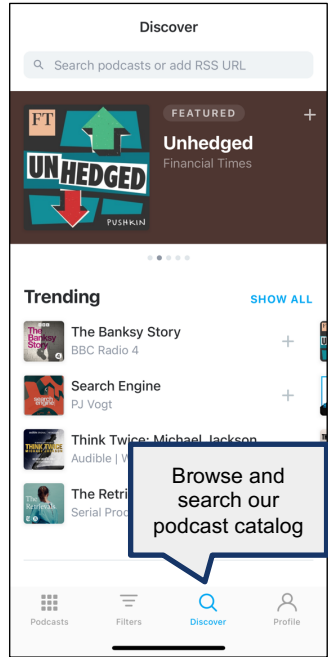 Discover
Search podcasts or add RSS URL
FT
UNHEDGED
PUSHKIN
FEATURED
Unhedged
Financial Times
Trending
SHOW ALL
The Banksy Story
The Banksy Story
BBC Radio 4
search engine
Search Engine
PJ Vogt
THINK TWICE
Think Twice: Michael Jackson
Audible | W
The Retrievals
The Retri
Serial Proc
Browse and
search our
podcast catalog
Podcasts
Filters
Discover
Profile